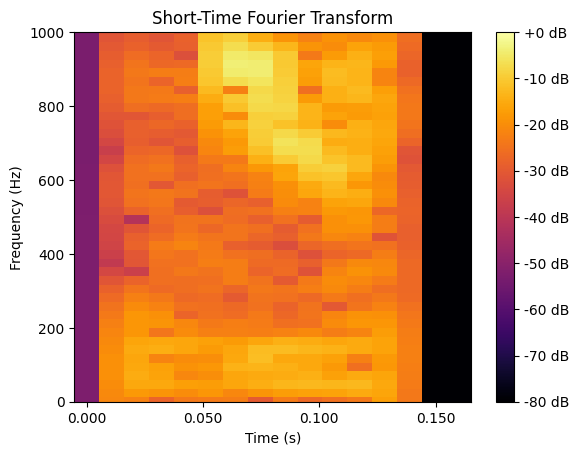 Short-Time Fourier Transform
1000
800
600
400
200
0
Frequency (Hz)
0.000
0.050
0.100
0.150
Time (s)
+0 dB
-10 dB
-20 dB
-30 dB
-40 dB
-50 dB
-60 dB
-70 dB
-80 dB